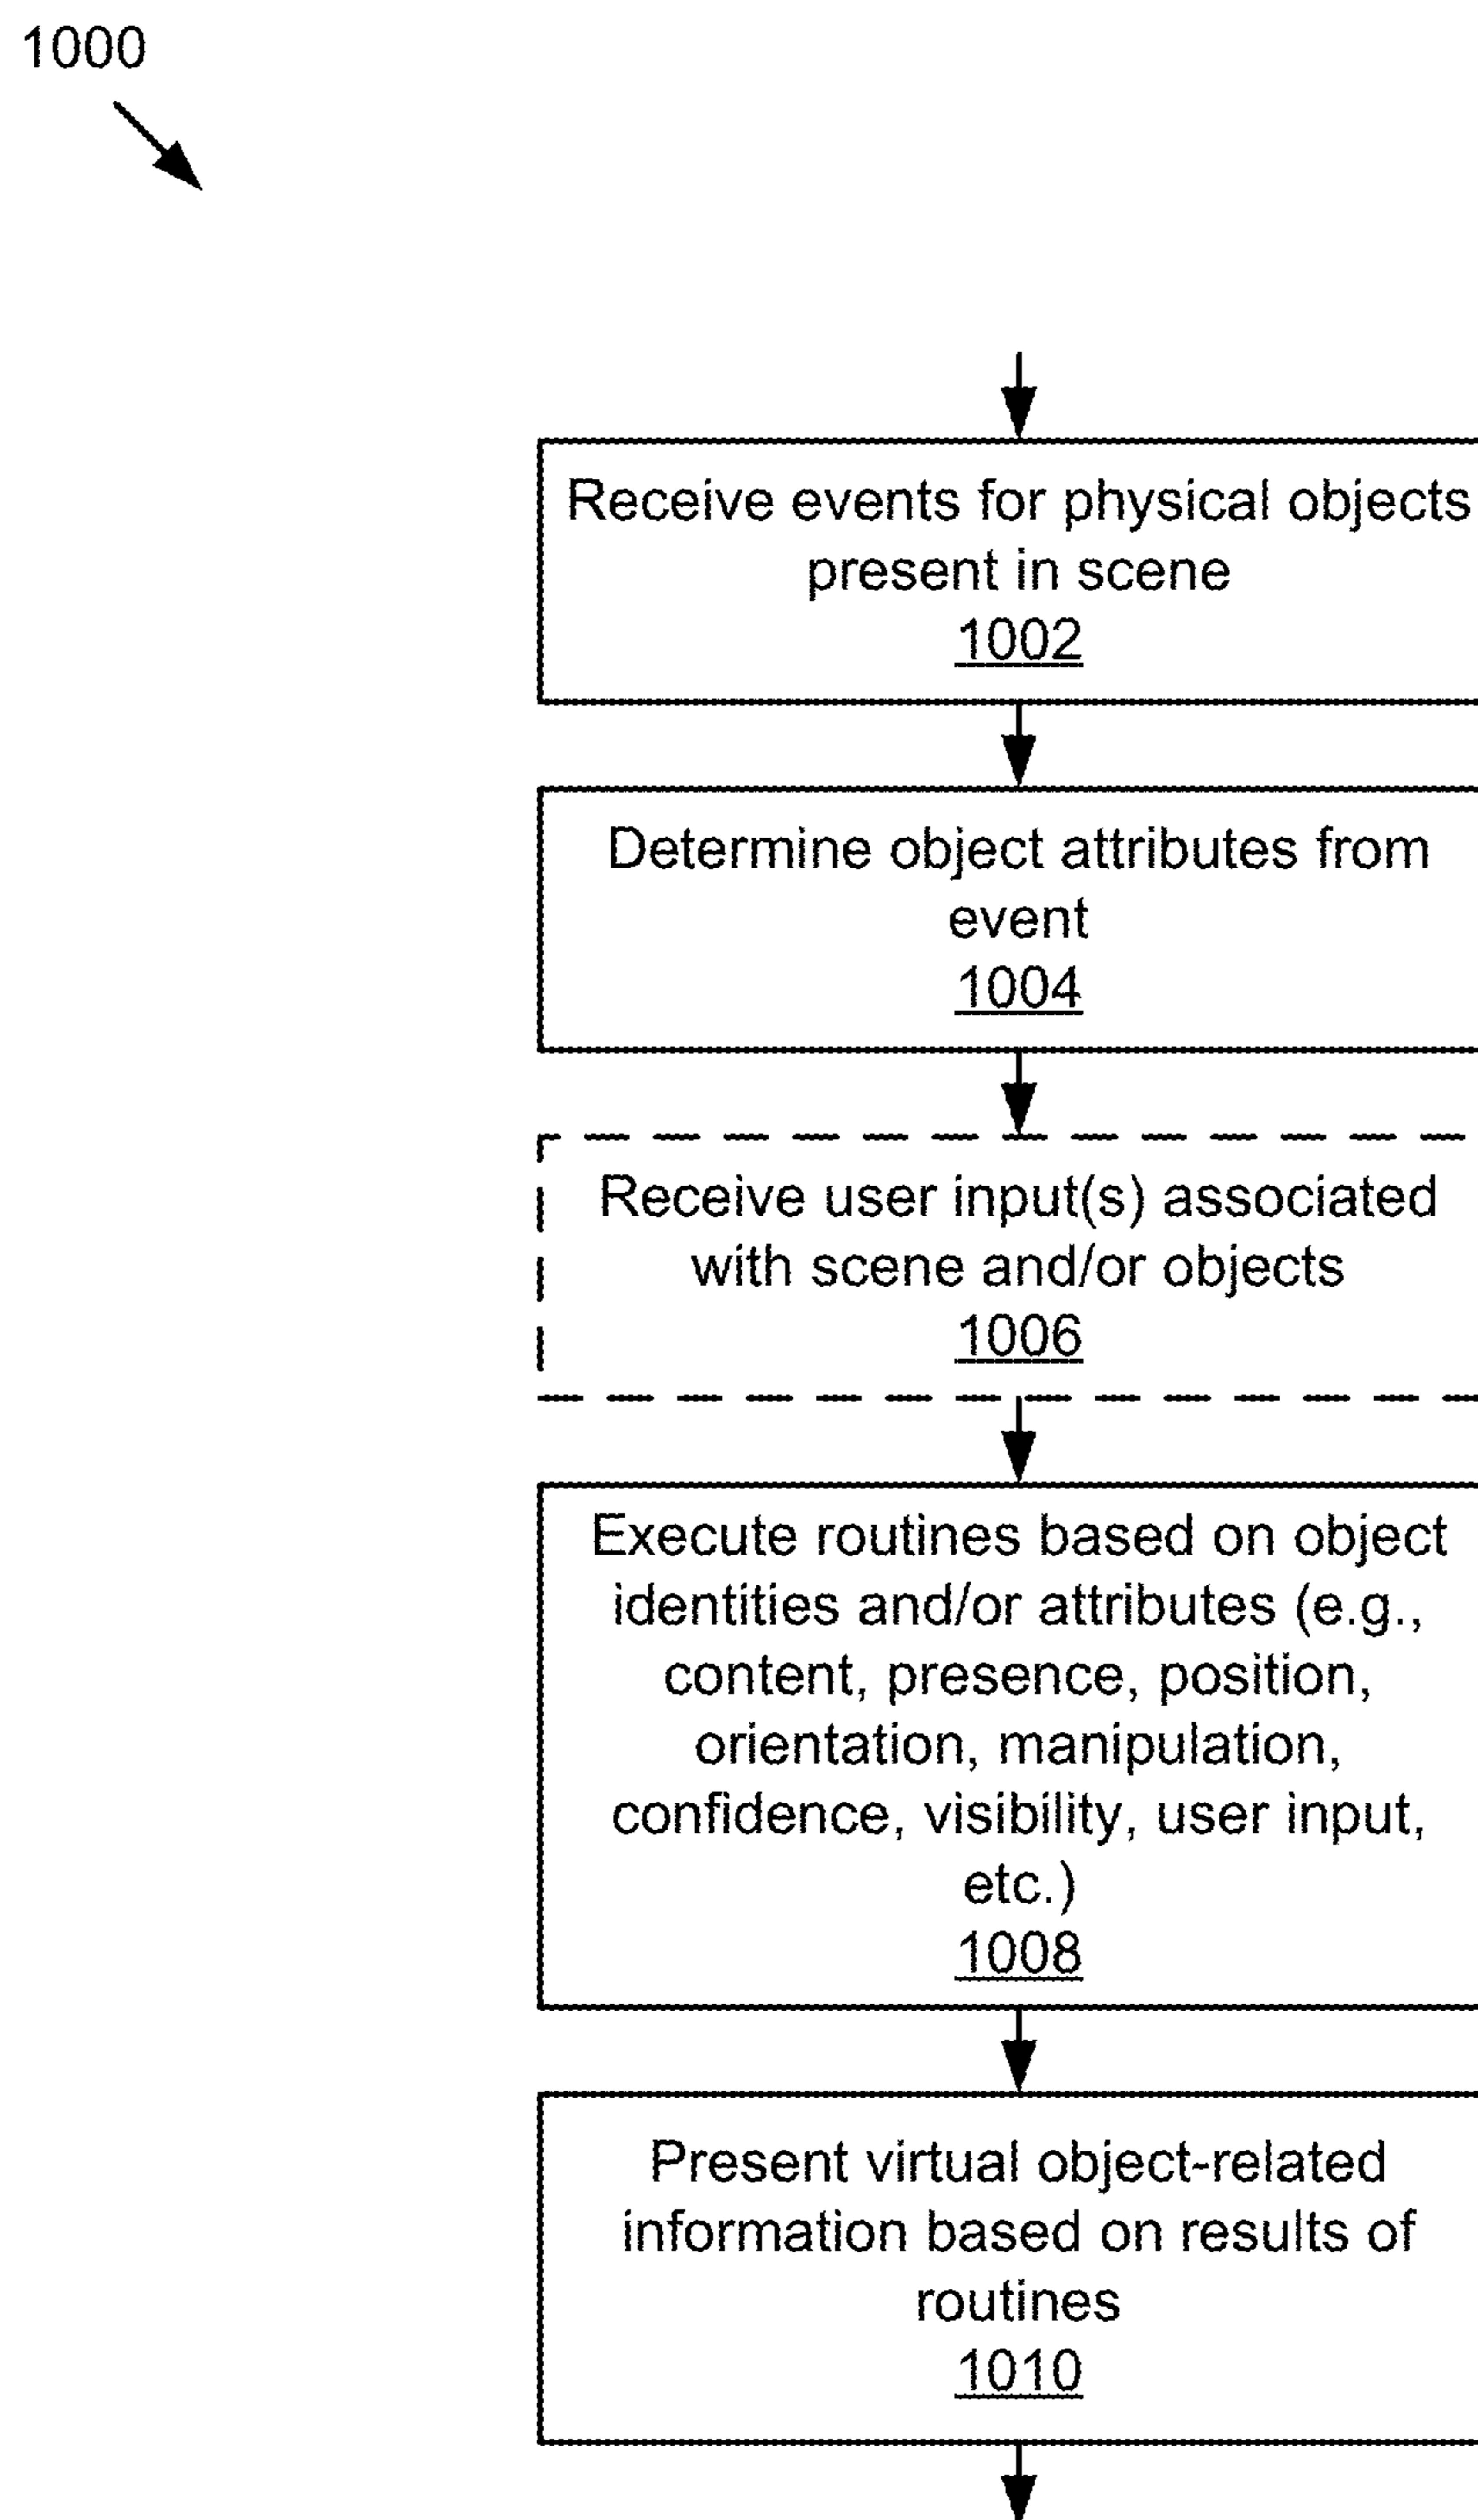 1000
Receive events for physical objects
present in scene
1002
Determine object attributes from
event
1004
Receive user input(s) associated
with scene and/or objects
1006
Execute routines based on object
identities and/or attributes (e.g.,
content, presence, position,
orientation, manipulation,
confidence, visibility, user input,
etc.)
1008
Present virtual object-related
information based on results of
routines
1010